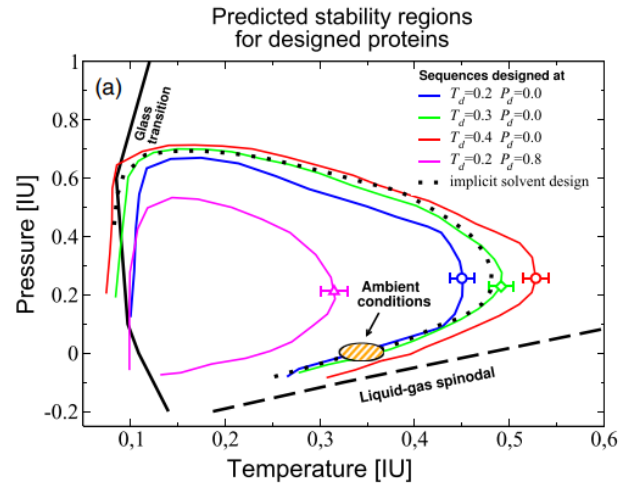 Predicted stability regions
for designed proteins
(a)
Glass
transition
Sequences designed at
T_d=0.2 P_d=0.0
T_d=0.3 P_d=0.0
T_d=0.4 P_d=0.0
T_d=0.2 P_d=0.8
implicit solvent design
Ambient
conditions
Liquid-gas spinodal
Pressure [IU]
1
0.8
0.6
0.4
0.2
0
-0.2
0,1
0,2
0,3
0,4
0,5
0,6
Temperature [IU]